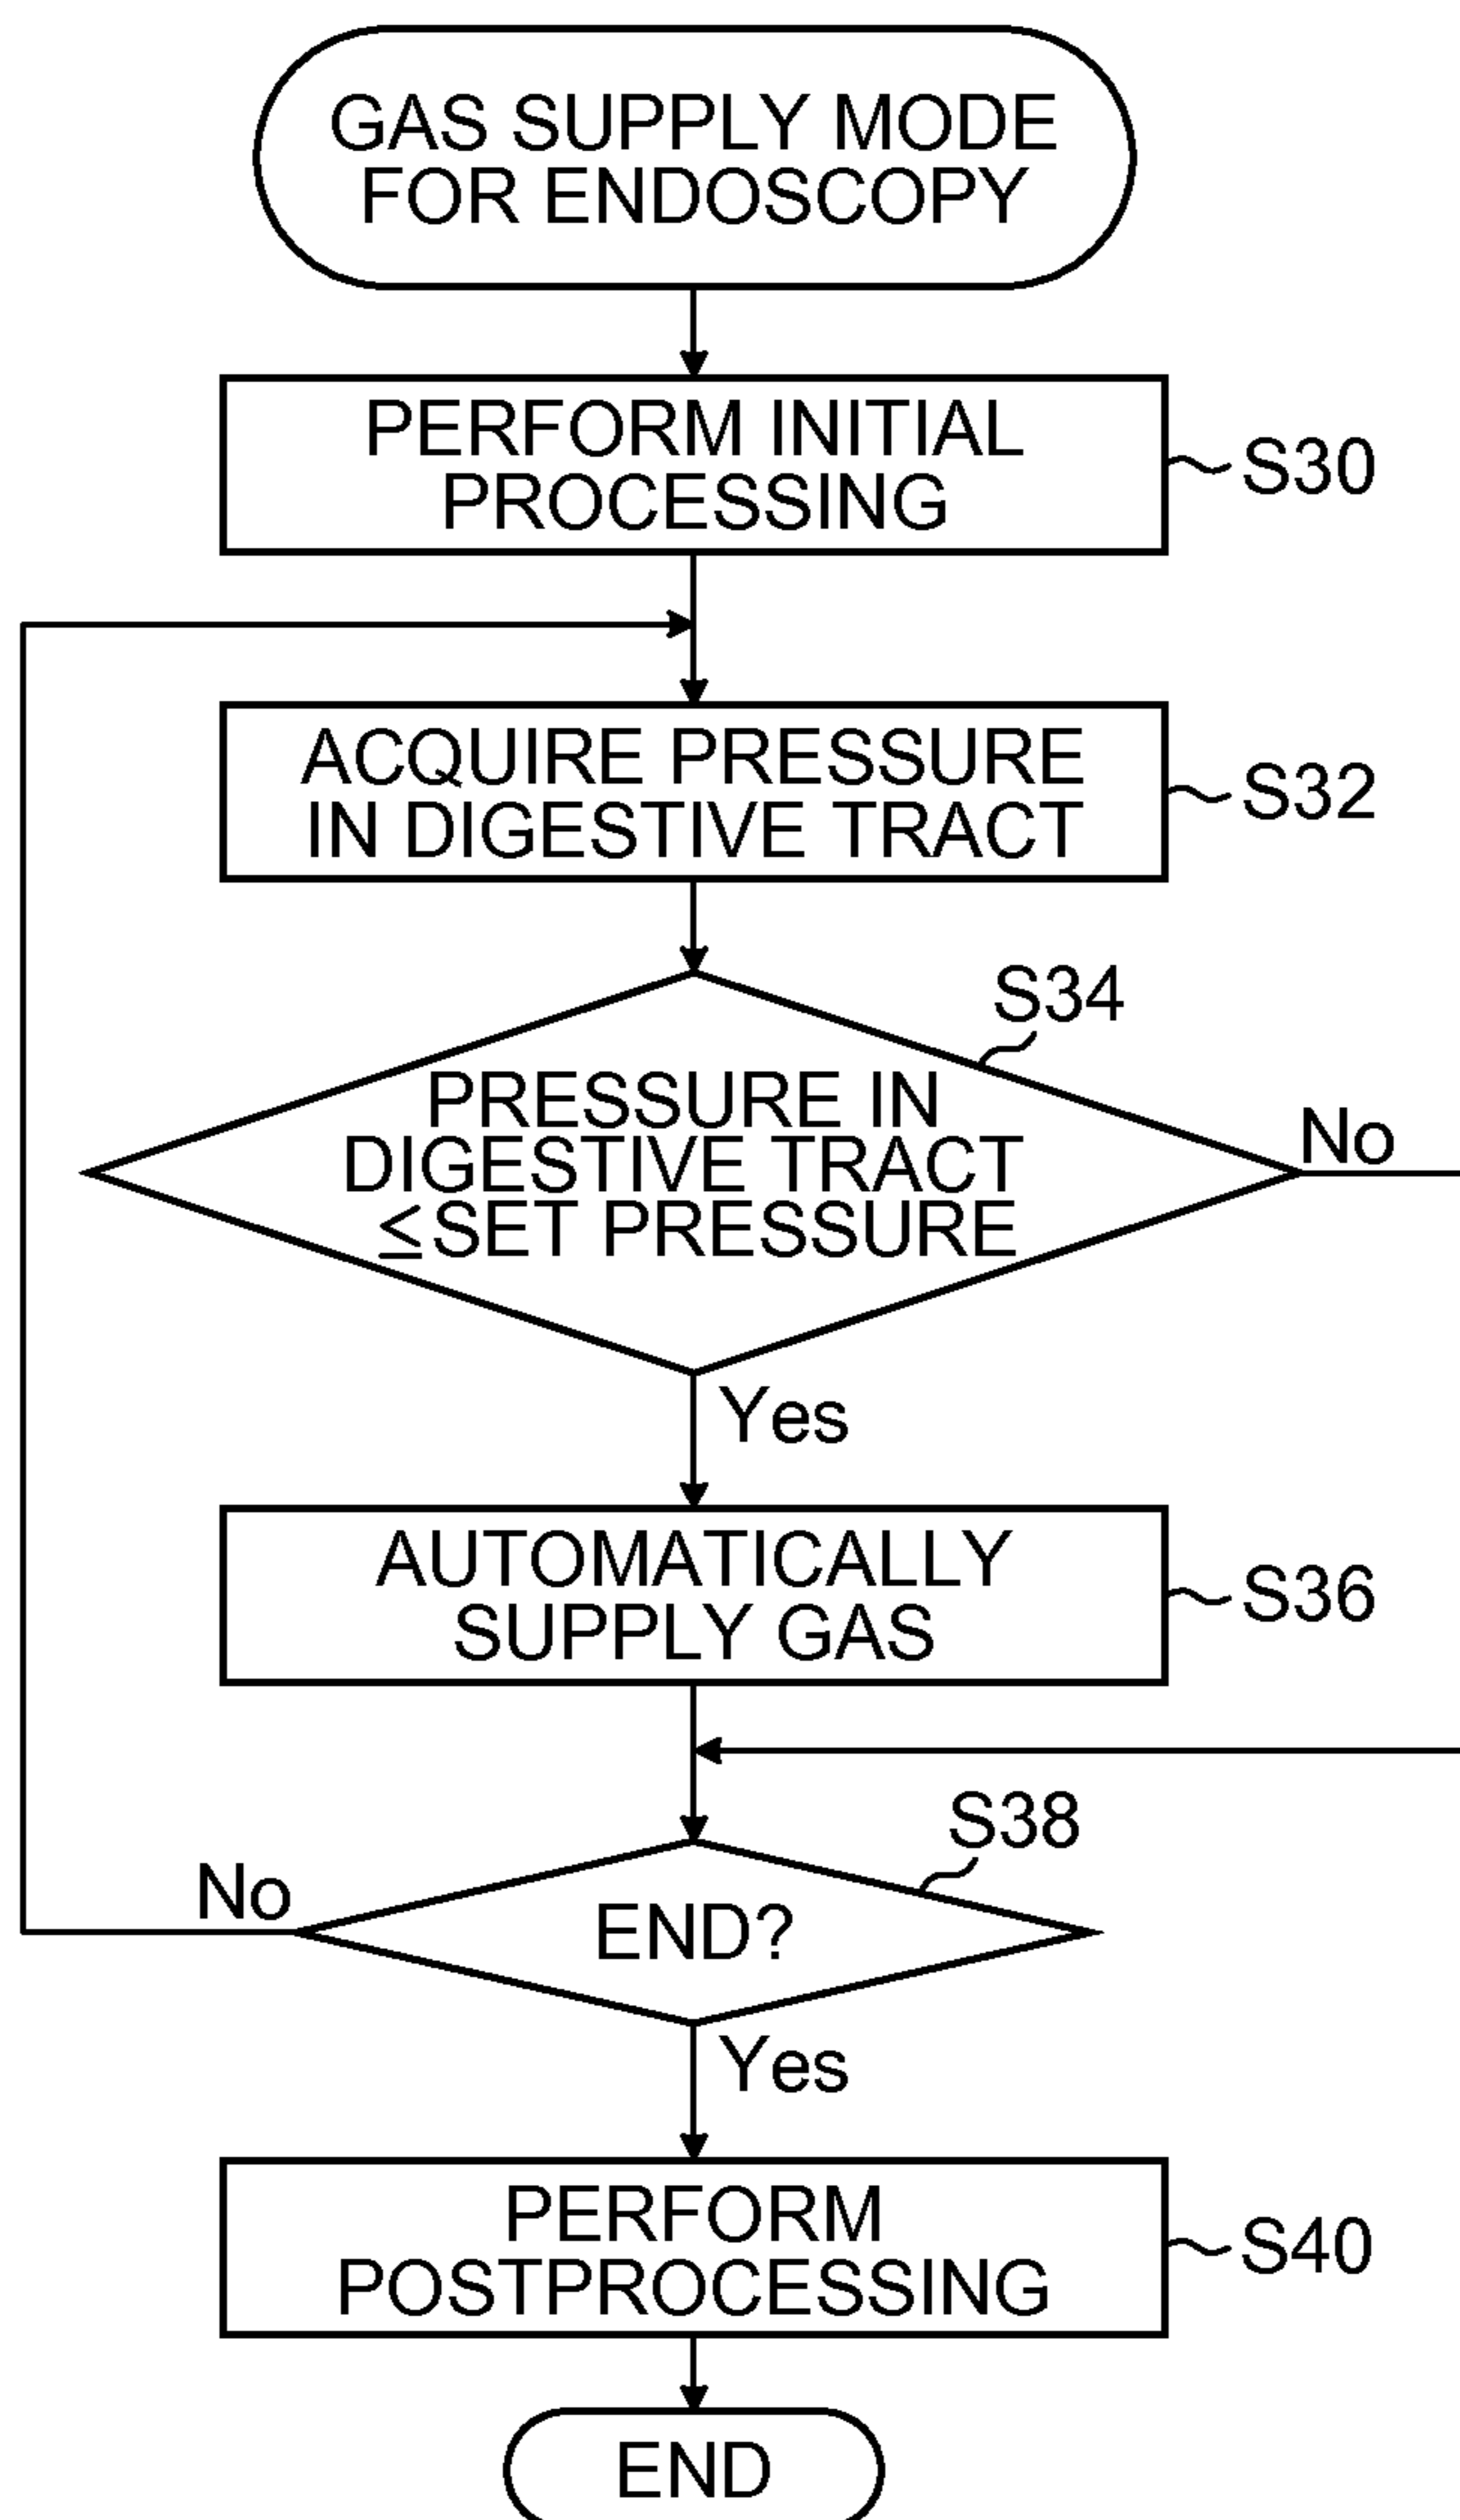 GAS SUPPLY MODE
FOR ENDOSCOPY
PERFORM INITIAL
PROCESSING
S30
ACQUIRE PRESSURE
IN DIGESTIVE TRACT
S32
S34
PRESSURE IN
DIGESTIVE TRACT
≤SET PRESSURE
No
Yes
AUTOMATICALLY
SUPPLY GAS
S36
S38
No
END?
Yes
PERFORM
POSTPROCESSING
S40
END